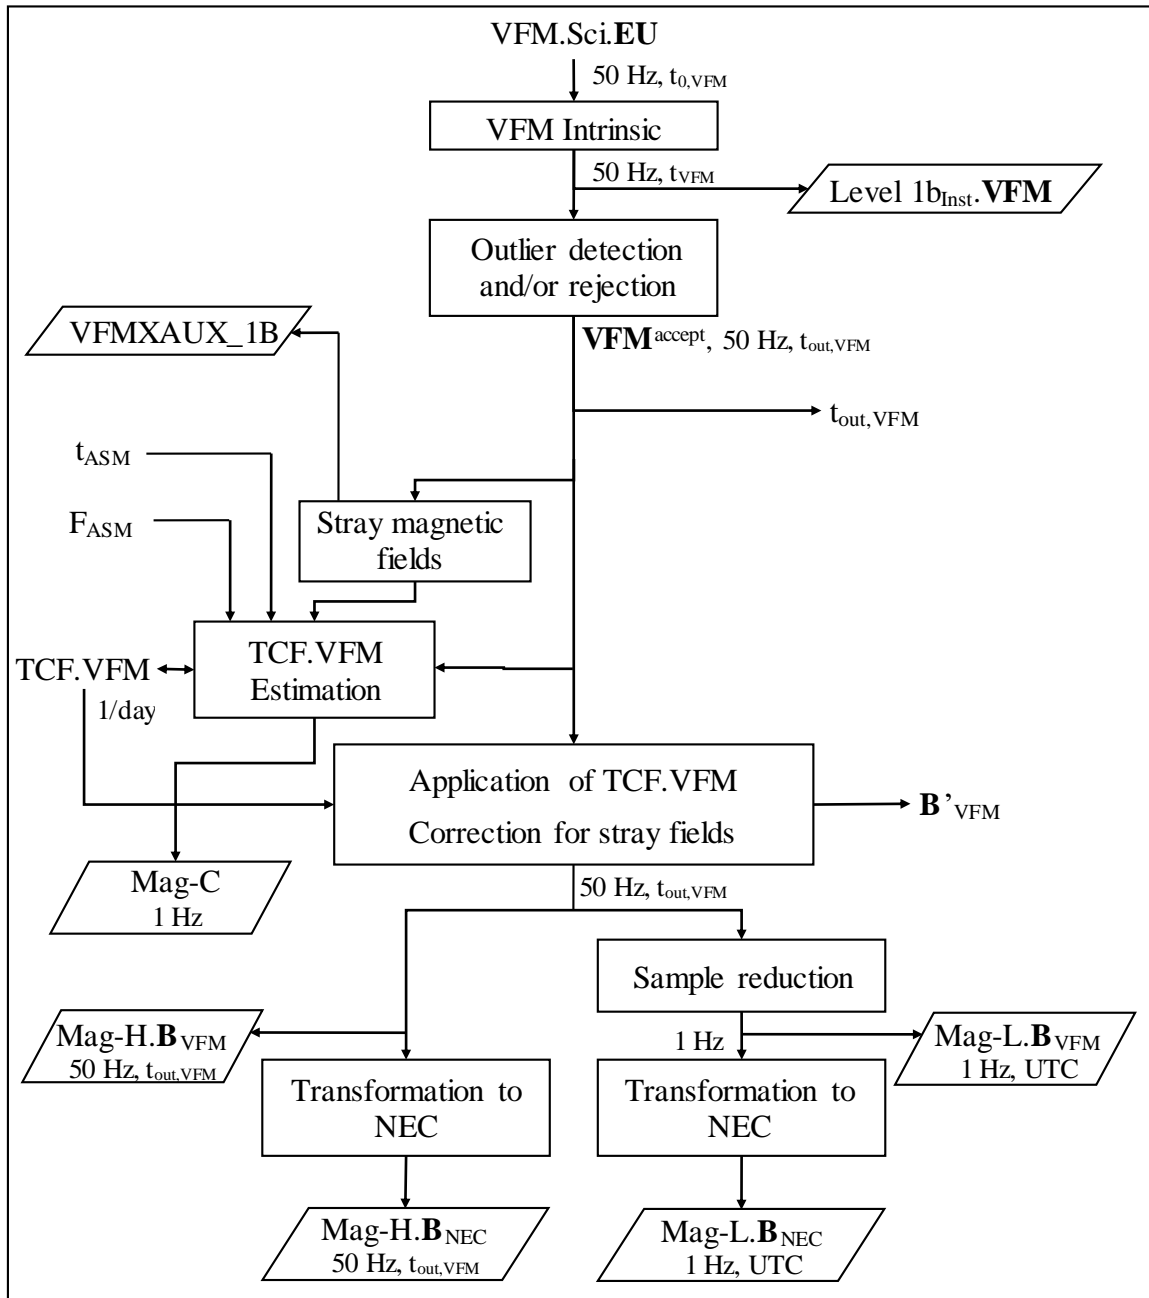 VFM.Sci.EU
50 Hz, t0,VFM
VFM Intrinsic
50 Hz, tVFM
Level 1bInst.VFM
Outlier detection
and/or rejection
VFMXAUX_1B
VFMaccept, 50 Hz, tout,VFM
tout,VFM
tASM
FASM
Stray magnetic
fields
TCF.VFM
Estimation
TCF.VFM
1/day
Application of TCF.VFM
Correction for stray fields
B’VFM
Mag-C
1 Hz
50 Hz, tout,VFM
Sample reduction
Mag-H.BVFM
50 Hz, tout,VFM
1 Hz
Mag-L.BVFM
1 Hz, UTC
Transformation to
NEC
Transformation to
NEC
Mag-H.BNEC
50 Hz, tout,VFM
Mag-L.BNEC
1 Hz, UTC